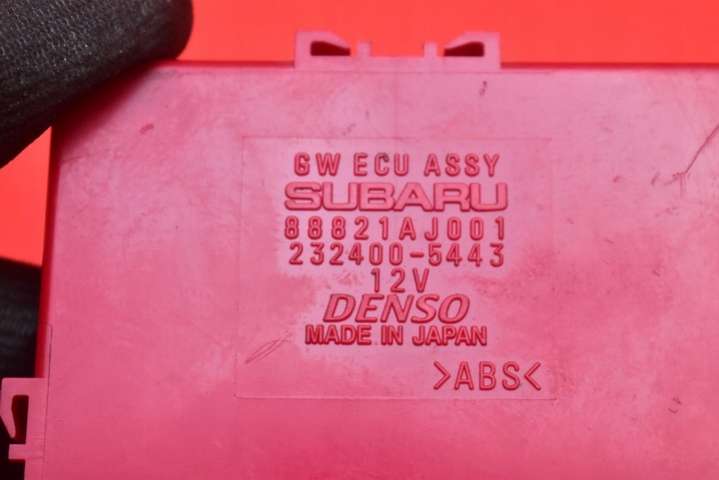 GW ECU ASSY
SUBARU
88821AJ001
232400-5443
12V
DENSO
MADE IN JAPAN
>ABS<